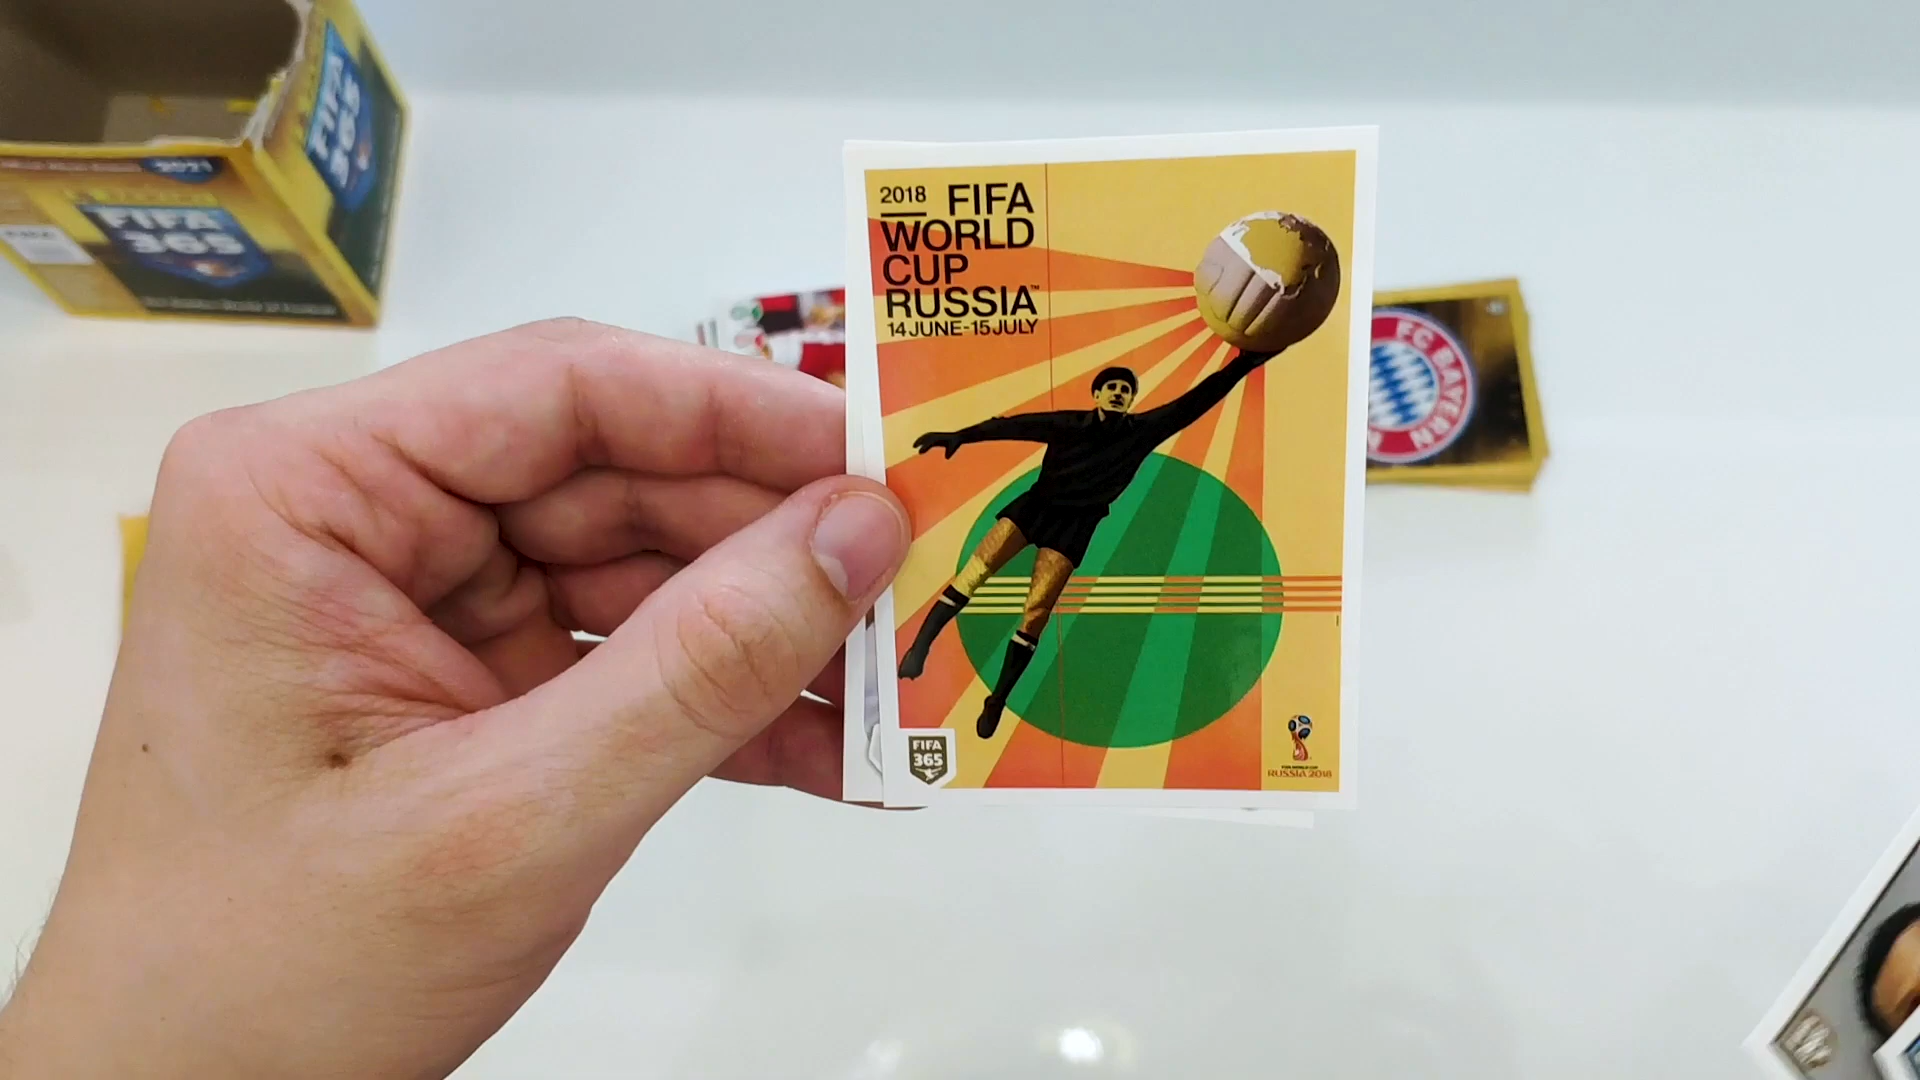 2018 FIFA
WORLD
CUP
RUSSIA™
14 JUNE-15 JULY
FIFA
365
RUSSIA 2018
FIFA
365
2021
FIFA
365
FC BAYERN